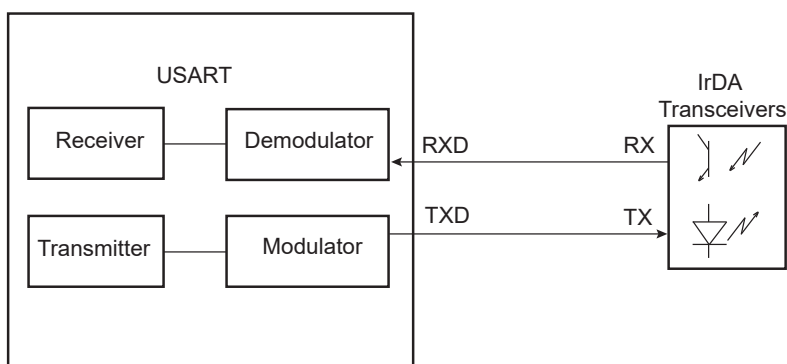 USART
IrDA
Transceivers
Receiver
Demodulator
RXD
RX
Transmitter
Modulator
TXD
TX